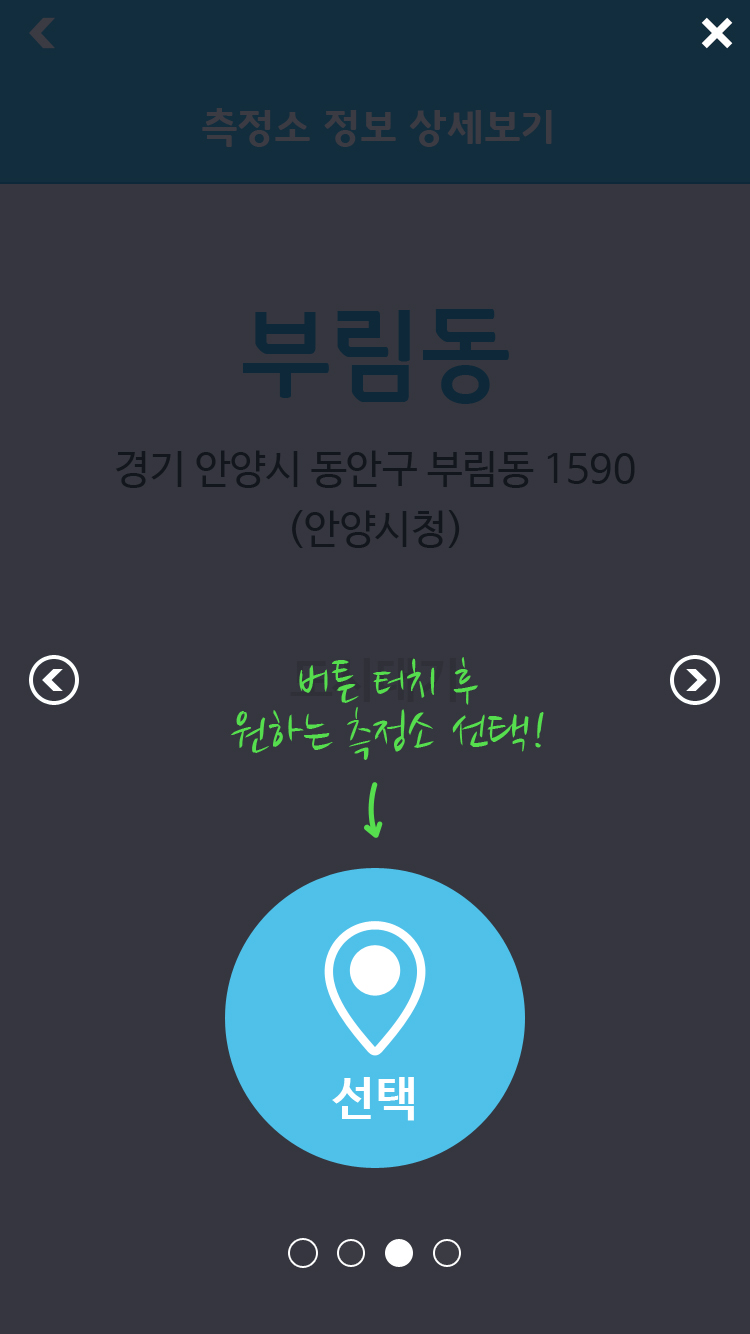 측정소 정보 상세보기
부림동
경기 안양시 동안구 부림동 1590
(안양시청)
버튼 터치 후
원하는 측정소 선택!
선택